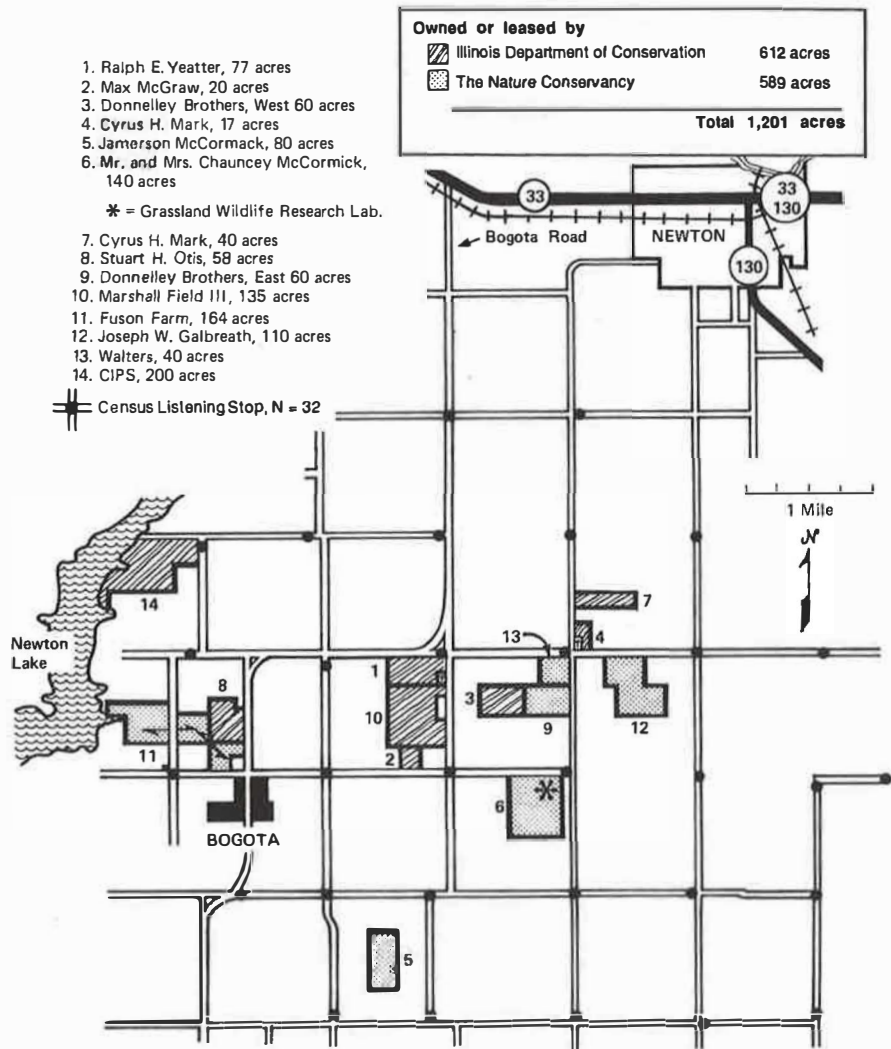 Owned or leased by
Illinois Department of Conservation 612 acres
The Nature Conservancy 589 acres
Total 1,201 acres
1. Ralph E. Yeatter, 77 acres
2. Max McGraw, 20 acres
3. Donnelley Brothers, West 60 acres
4. Cyrus H. Mark, 17 acres
5. Jamerson McCormack, 80 acres
6. Mr. and Mrs. Chauncey McCormick,
140 acres
* = Grassland Wildlife Research Lab.
7. Cyrus H. Mark, 40 acres
8. Stuart H. Otis, 58 acres
9. Donnelley Brothers, East 60 acres
10. Marshall Field III, 135 acres
11. Fuson Farm, 164 acres
12. Joseph W. Galbreath, 110 acres
13. Walters, 40 acres
14. CIPS, 200 acres
Census Listening Stop, N = 32
33
33
130
Bogota Road
NEWTON
130
1 Mile
N
14
7
13
4
Newton
Lake
1
8
3
10
9
12
11
2
6
*
BOGOTA
5